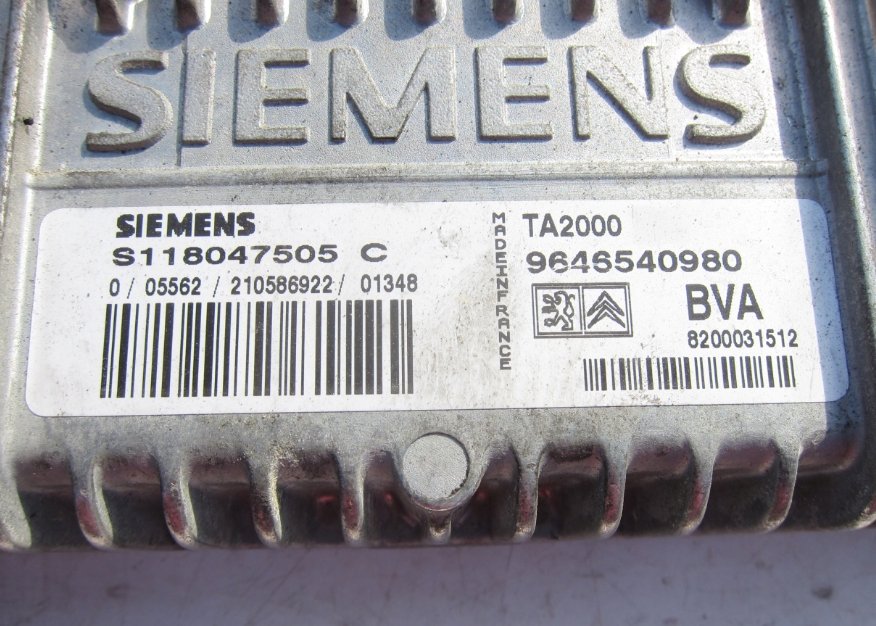 SIEMENS
SIEMENS
S118047505 C
0 / 05562 / 210586922 / 01348
MADEINFRANCE
TA2000
9646540980
BVA
8200031512